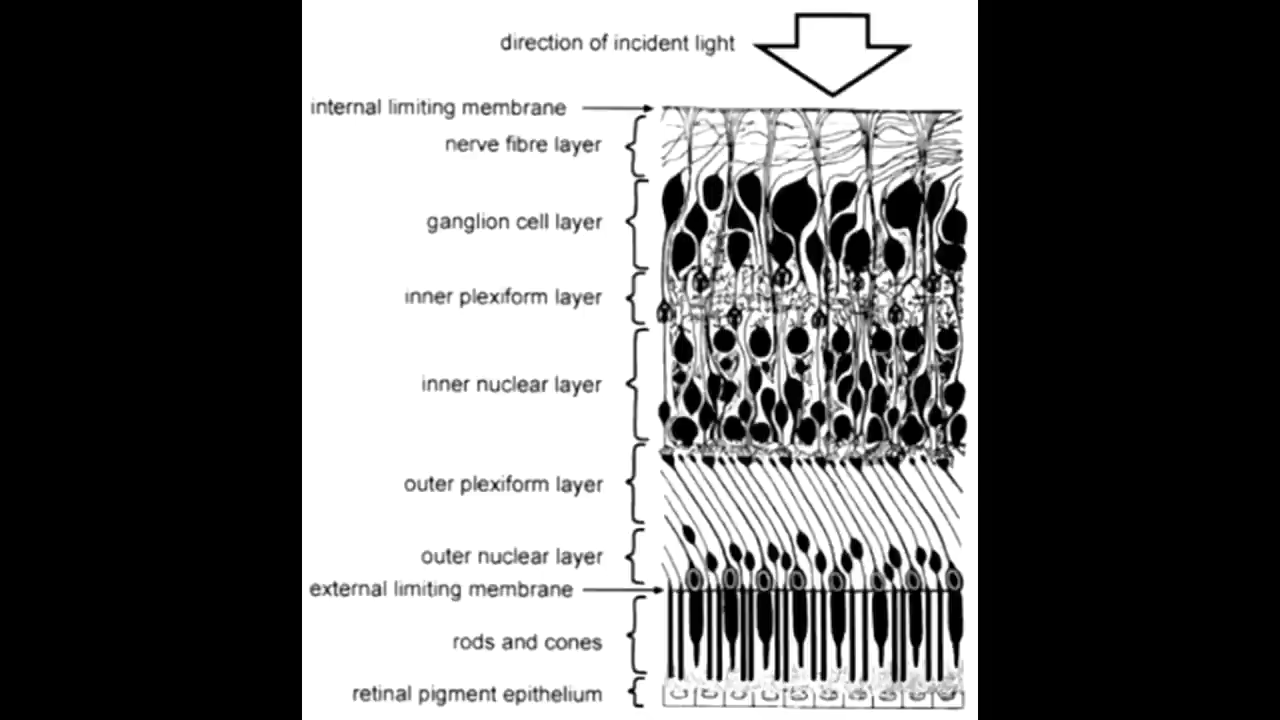 direction of incident light
internal limiting membrane
nerve fibre layer
ganglion cell layer
inner plexiform layer
inner nuclear layer
outer plexiform layer
outer nuclear layer
external limiting membrane
rods and cones
retinal pigment epithelium